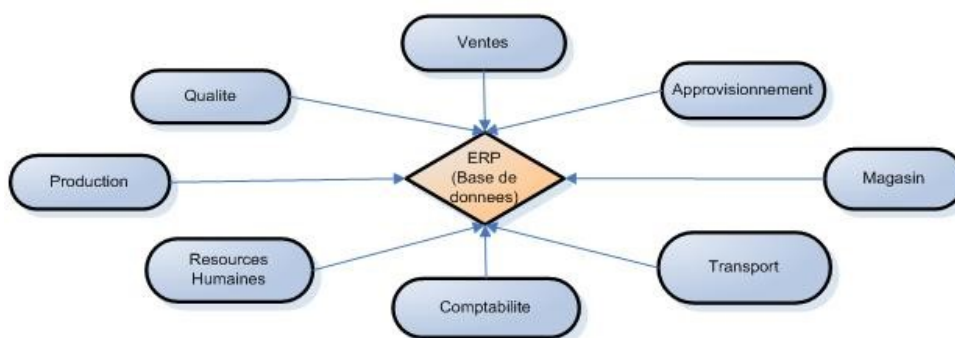 Ventes
Qualite
Approvisionnement
ERP
(Base de
donnees)
Production
Magasin
Resources
Humaines
Transport
Comptabilite